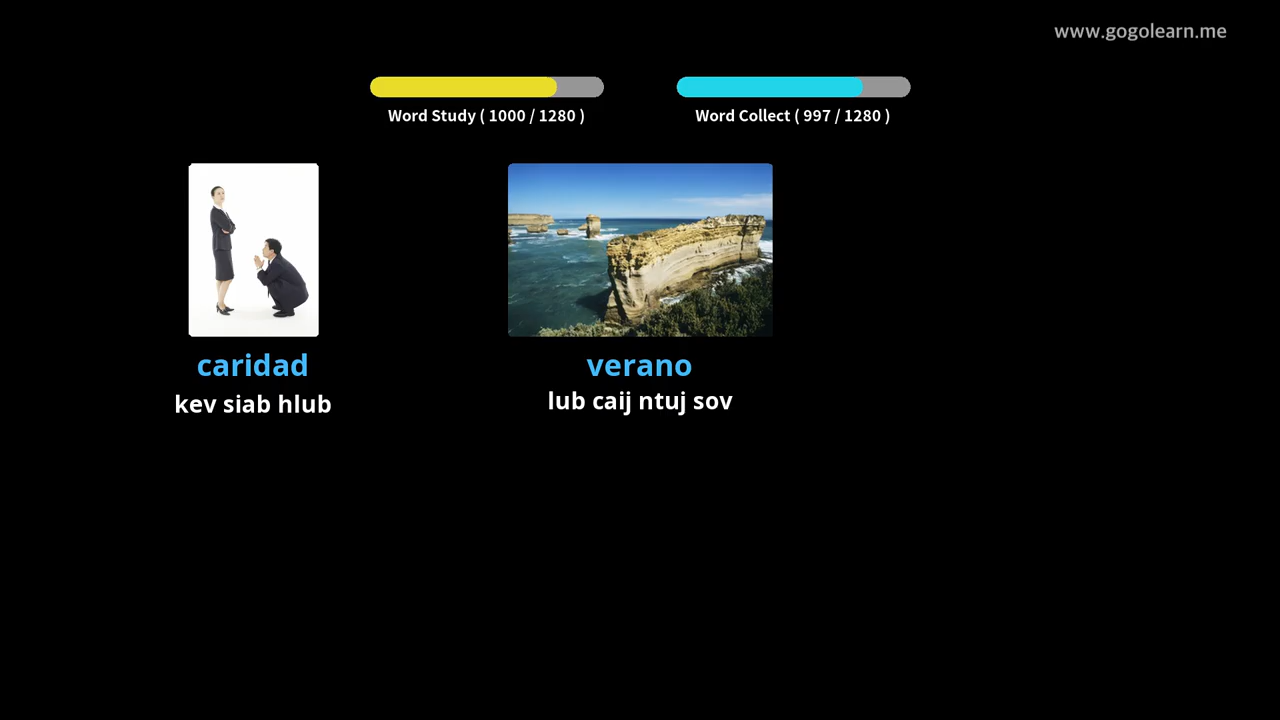 www.gogolearn.me
Word Study ( 1000 / 1280 )
Word Collect ( 997 / 1280 )
caridad
kev siab hlub
verano
lub caij ntuj sov